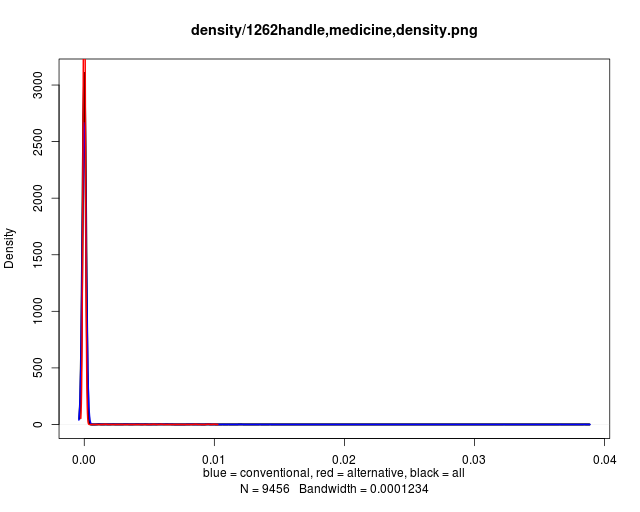 density/1262handle,medicine,density.png
Density
3000
2500
2000
1500
1000
500
0
0.00 0.01 0.02 0.03 0.04
blue = conventional, red = alternative, black = all
N = 9456 Bandwidth = 0.0001234